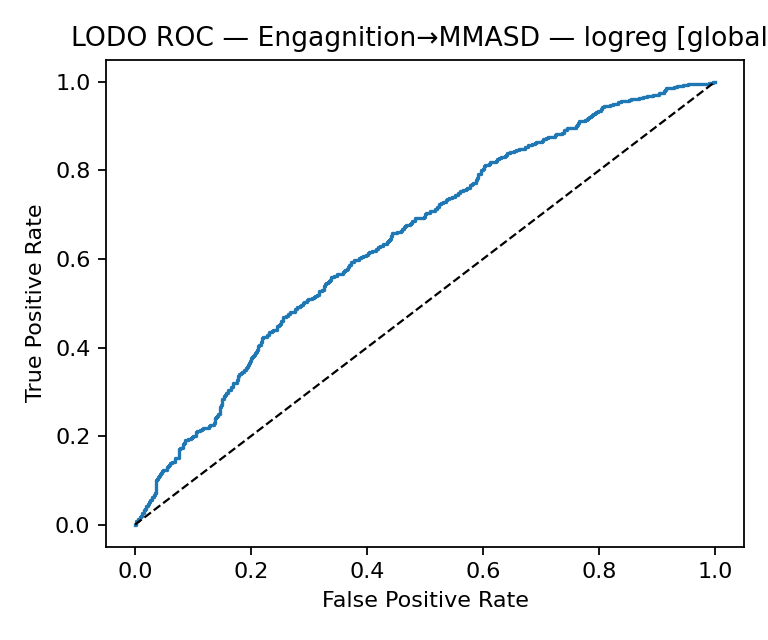 LODO ROC — Engagnition→MMASD — logreg [global
1.0
0.8
0.6
0.4
0.2
0.0
True Positive Rate
0.0 0.2 0.4 0.6 0.8 1.0
False Positive Rate